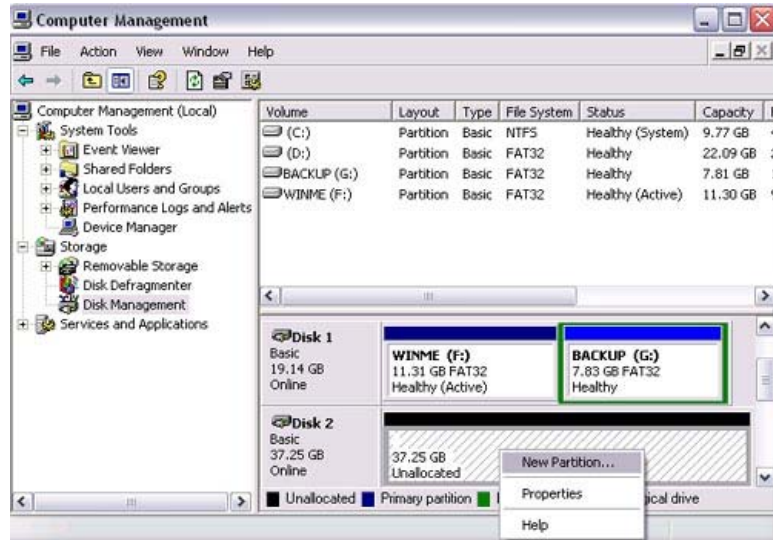 Computer Management
File Action View Window Help
Computer Management (Local)
System Tools
Event Viewer
Shared Folders
Local Users and Groups
Performance Logs and Alerts
Device Manager
Storage
Removable Storage
Disk Defragmenter
Disk Management
Services and Applications
Volume Layout Type File System Status Capacity
(C:) Partition Basic NTFS Healthy (System) 9.77 GB
(D:) Partition Basic FAT32 Healthy 22.09 GB
BACKUP (G:) Partition Basic FAT32 Healthy 7.81 GB
WINME (F:) Partition Basic FAT32 Healthy (Active) 11.30 GB
Disk 1
Basic
19.14 GB
Online
WINME (F:)
11.31 GB FAT32
Healthy (Active)
BACKUP (G:)
7.83 GB FAT32
Healthy
Disk 2
Basic
37.25 GB
Online
37.25 GB
Unallocated
New Partition...
Properties
Help
Unallocated Primary partition ical drive